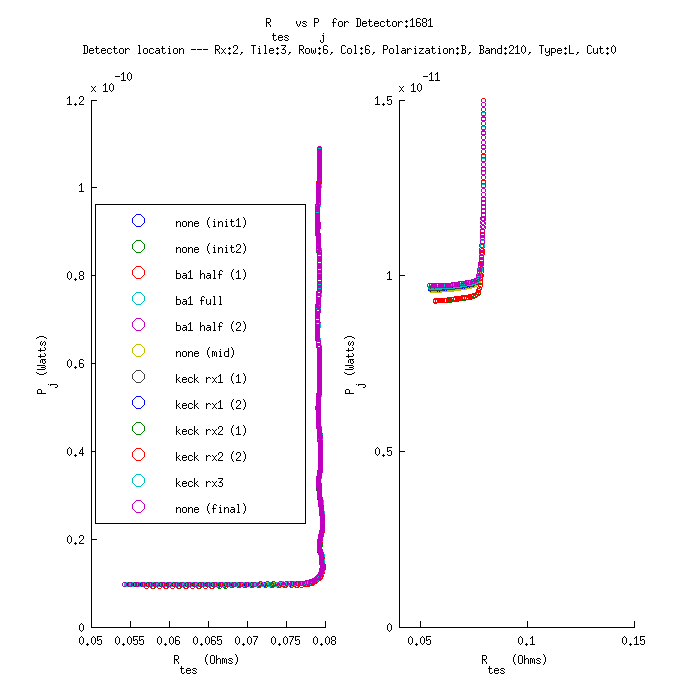 R_tes vs P_j for Detector:1681
Detector location --- Rx:2, Tile:3, Row:6, Col:6, Polarization:B, Band:210, Type:L, Cut:0
x 10^-10
1.2
1
0.8
0.6
0.4
0.2
0
P_j (Watts)
none (init1)
none (init2)
ba1 half (1)
ba1 full
ba1 half (2)
none (mid)
keck rx1 (1)
keck rx1 (2)
keck rx2 (1)
keck rx2 (2)
keck rx3
none (final)
0.05 0.055 0.06 0.065 0.07 0.075 0.08
R_tes (Ohms)
x 10^-11
1.5
1
0.5
0
P_j (Watts)
0.05 0.1 0.15
R_tes (Ohms)